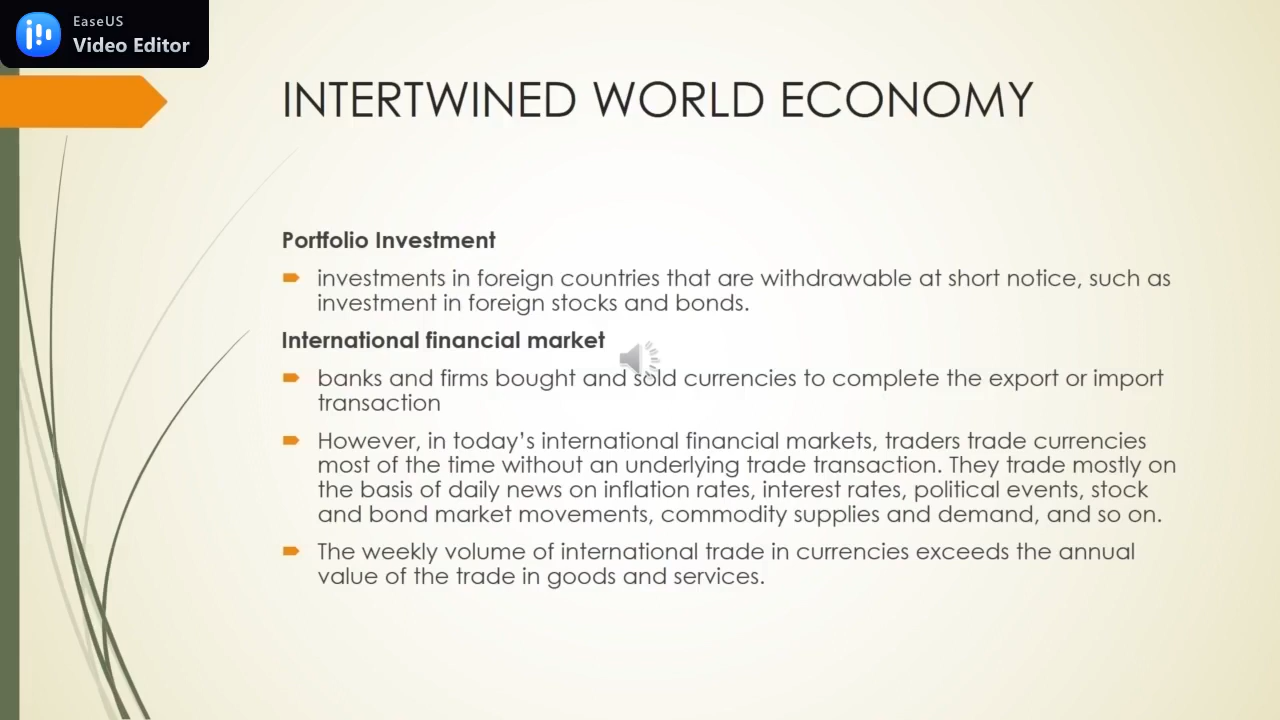 EaseUS
Video Editor
INTERTWINED WORLD ECONOMY
Portfolio Investment
investments in foreign countries that are withdrawable at short notice, such as
investment in foreign stocks and bonds.
International financial market
banks and firms bought and sold currencies to complete the export or import
transaction
However, in today’s international financial markets, traders trade currencies
most of the time without an underlying trade transaction. They trade mostly on
the basis of daily news on inflation rates, interest rates, political events, stock
and bond market movements, commodity supplies and demand, and so on.
The weekly volume of international trade in currencies exceeds the annual
value of the trade in goods and services.